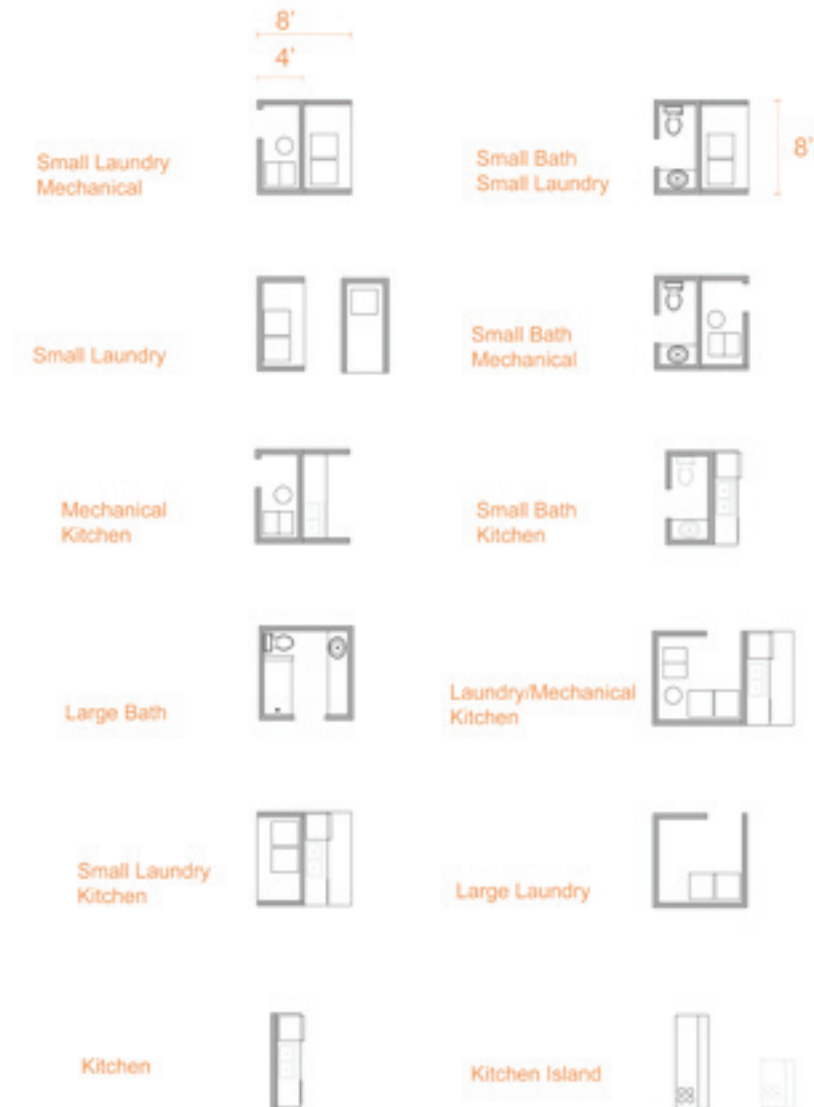 8'
4'
Small Laundry
Mechanical
Small Bath
Small Laundry
8'
Small Laundry
Small Bath
Mechanical
Mechanical
Kitchen
Small Bath
Kitchen
Large Bath
Laundry/Mechanical
Kitchen
Small Laundry
Kitchen
Large Laundry
Kitchen
Kitchen Island